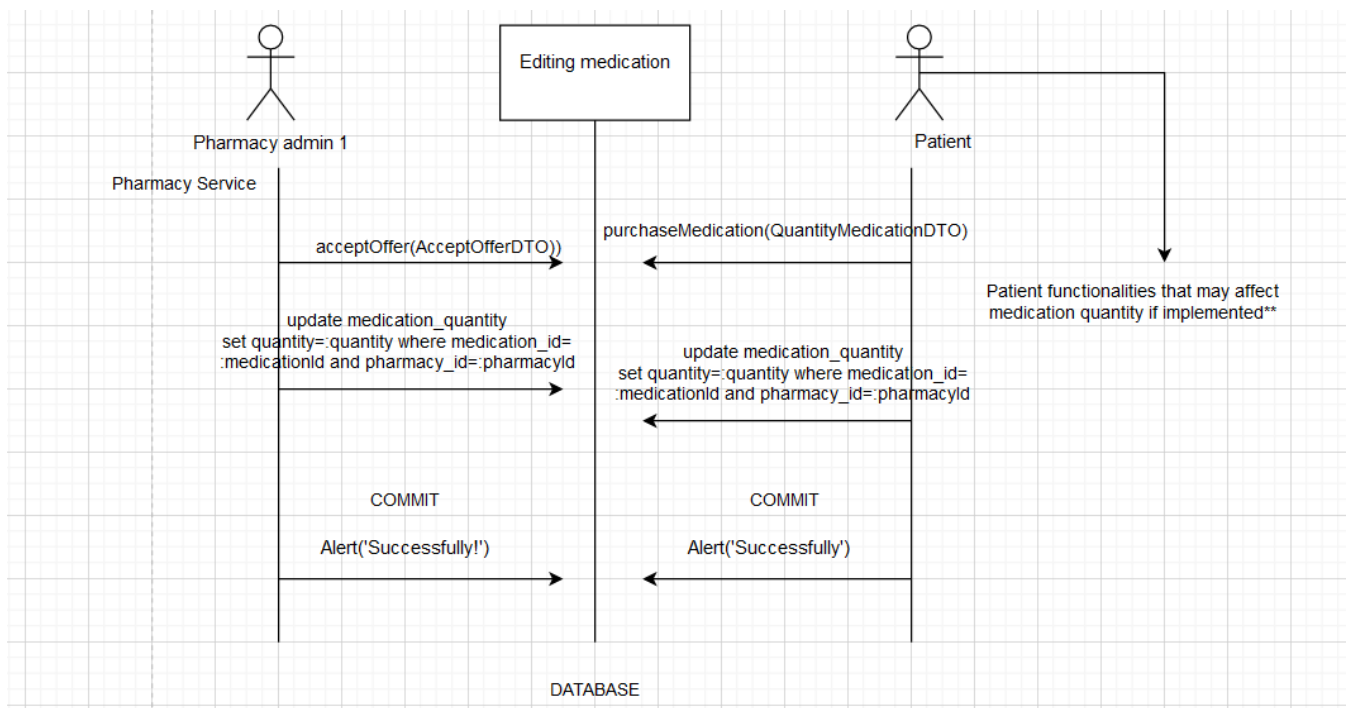 Editing medication
Pharmacy admin 1
Patient
Pharmacy Service
acceptOffer(AcceptOfferDTO))
purchaseMedication(QuantityMedicationDTO)
Patient functionalities that may affect
medication quantity if implemented**
update medication_quantity
set quantity=:quantity where medication_id=
:medicationId and pharmacy_id=:pharmacyId
update medication_quantity
set quantity=:quantity where medication_id=
:medicationId and pharmacy_id=:pharmacyId
COMMIT
COMMIT
Alert('Successfully!')
Alert('Successfully')
DATABASE